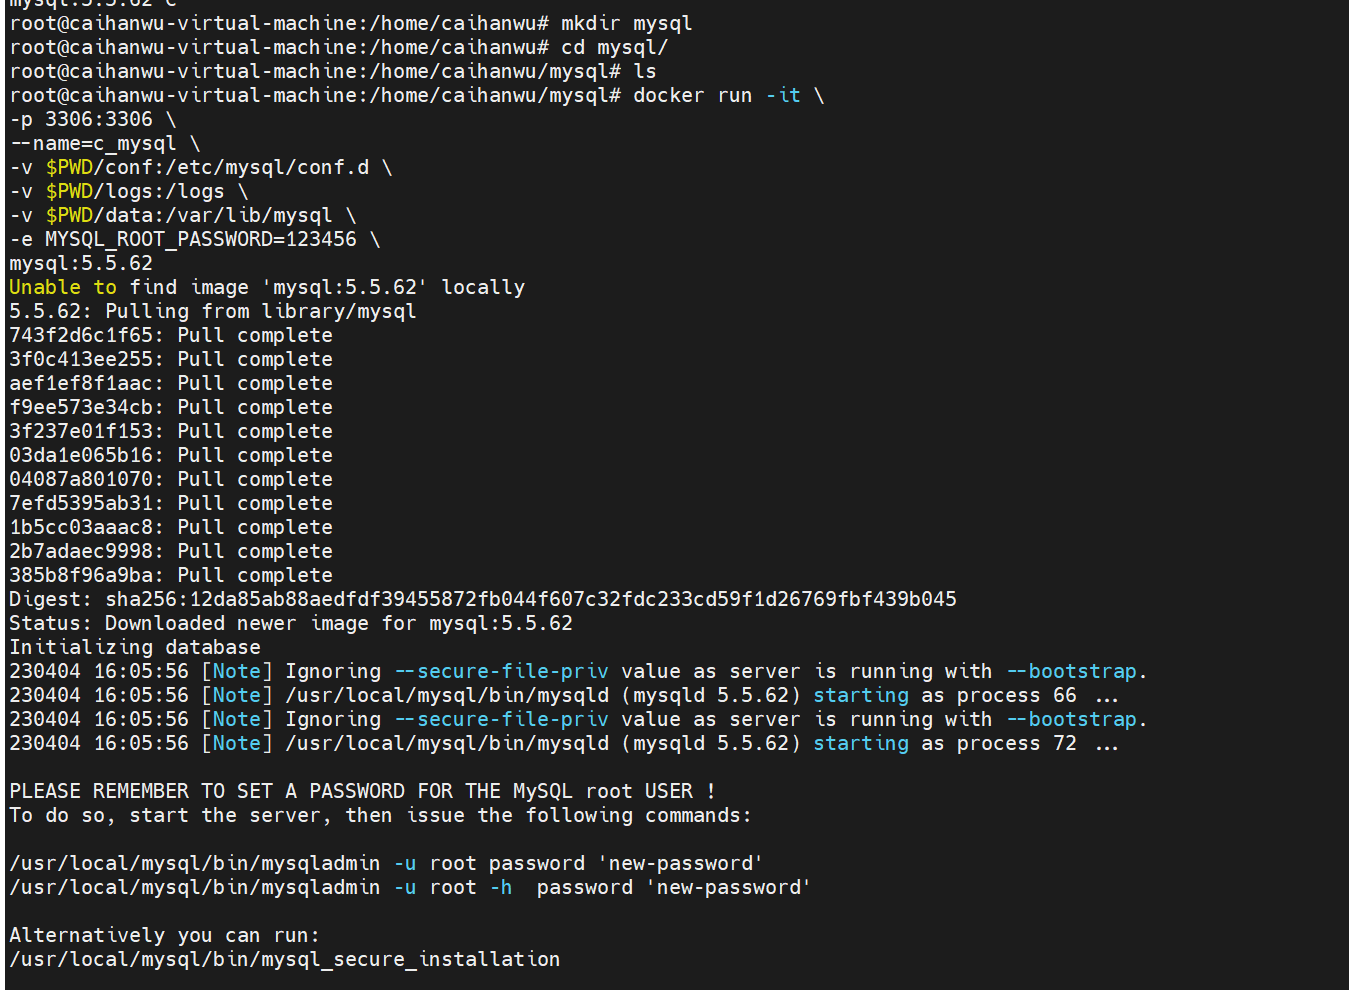 mysql:5.5.62 c
root@caihanwu-virtual-machine:/home/caihanwu# mkdir mysql
root@caihanwu-virtual-machine:/home/caihanwu# cd mysql/
root@caihanwu-virtual-machine:/home/caihanwu/mysql# ls
root@caihanwu-virtual-machine:/home/caihanwu/mysql# docker run -it \
-p 3306:3306 \
--name=c_mysql \
-v $PWD/conf:/etc/mysql/conf.d \
-v $PWD/logs:/logs \
-v $PWD/data:/var/lib/mysql \
-e MYSQL_ROOT_PASSWORD=123456 \
mysql:5.5.62
Unable to find image 'mysql:5.5.62' locally
5.5.62: Pulling from library/mysql
743f2d6c1f65: Pull complete
3f0c413ee255: Pull complete
aef1ef8f1aac: Pull complete
f9ee573e34cb: Pull complete
3f237e01f153: Pull complete
03da1e065b16: Pull complete
04087a801070: Pull complete
7efd5395ab31: Pull complete
1b5cc03aaac8: Pull complete
2b7adaec9998: Pull complete
385b8f96a9ba: Pull complete
Digest: sha256:12da85ab88aedfdf39455872fb044f607c32fdc233cd59f1d26769fbf439b045
Status: Downloaded newer image for mysql:5.5.62
Initializing database
230404 16:05:56 [Note] Ignoring --secure-file-priv value as server is running with --bootstrap.
230404 16:05:56 [Note] /usr/local/mysql/bin/mysqld (mysqld 5.5.62) starting as process 66 ...
230404 16:05:56 [Note] Ignoring --secure-file-priv value as server is running with --bootstrap.
230404 16:05:56 [Note] /usr/local/mysql/bin/mysqld (mysqld 5.5.62) starting as process 72 ...
PLEASE REMEMBER TO SET A PASSWORD FOR THE MySQL root USER !
To do so, start the server, then issue the following commands:
/usr/local/mysql/bin/mysqladmin -u root password 'new-password'
/usr/local/mysql/bin/mysqladmin -u root -h  password 'new-password'
Alternatively you can run:
/usr/local/mysql/bin/mysql_secure_installation